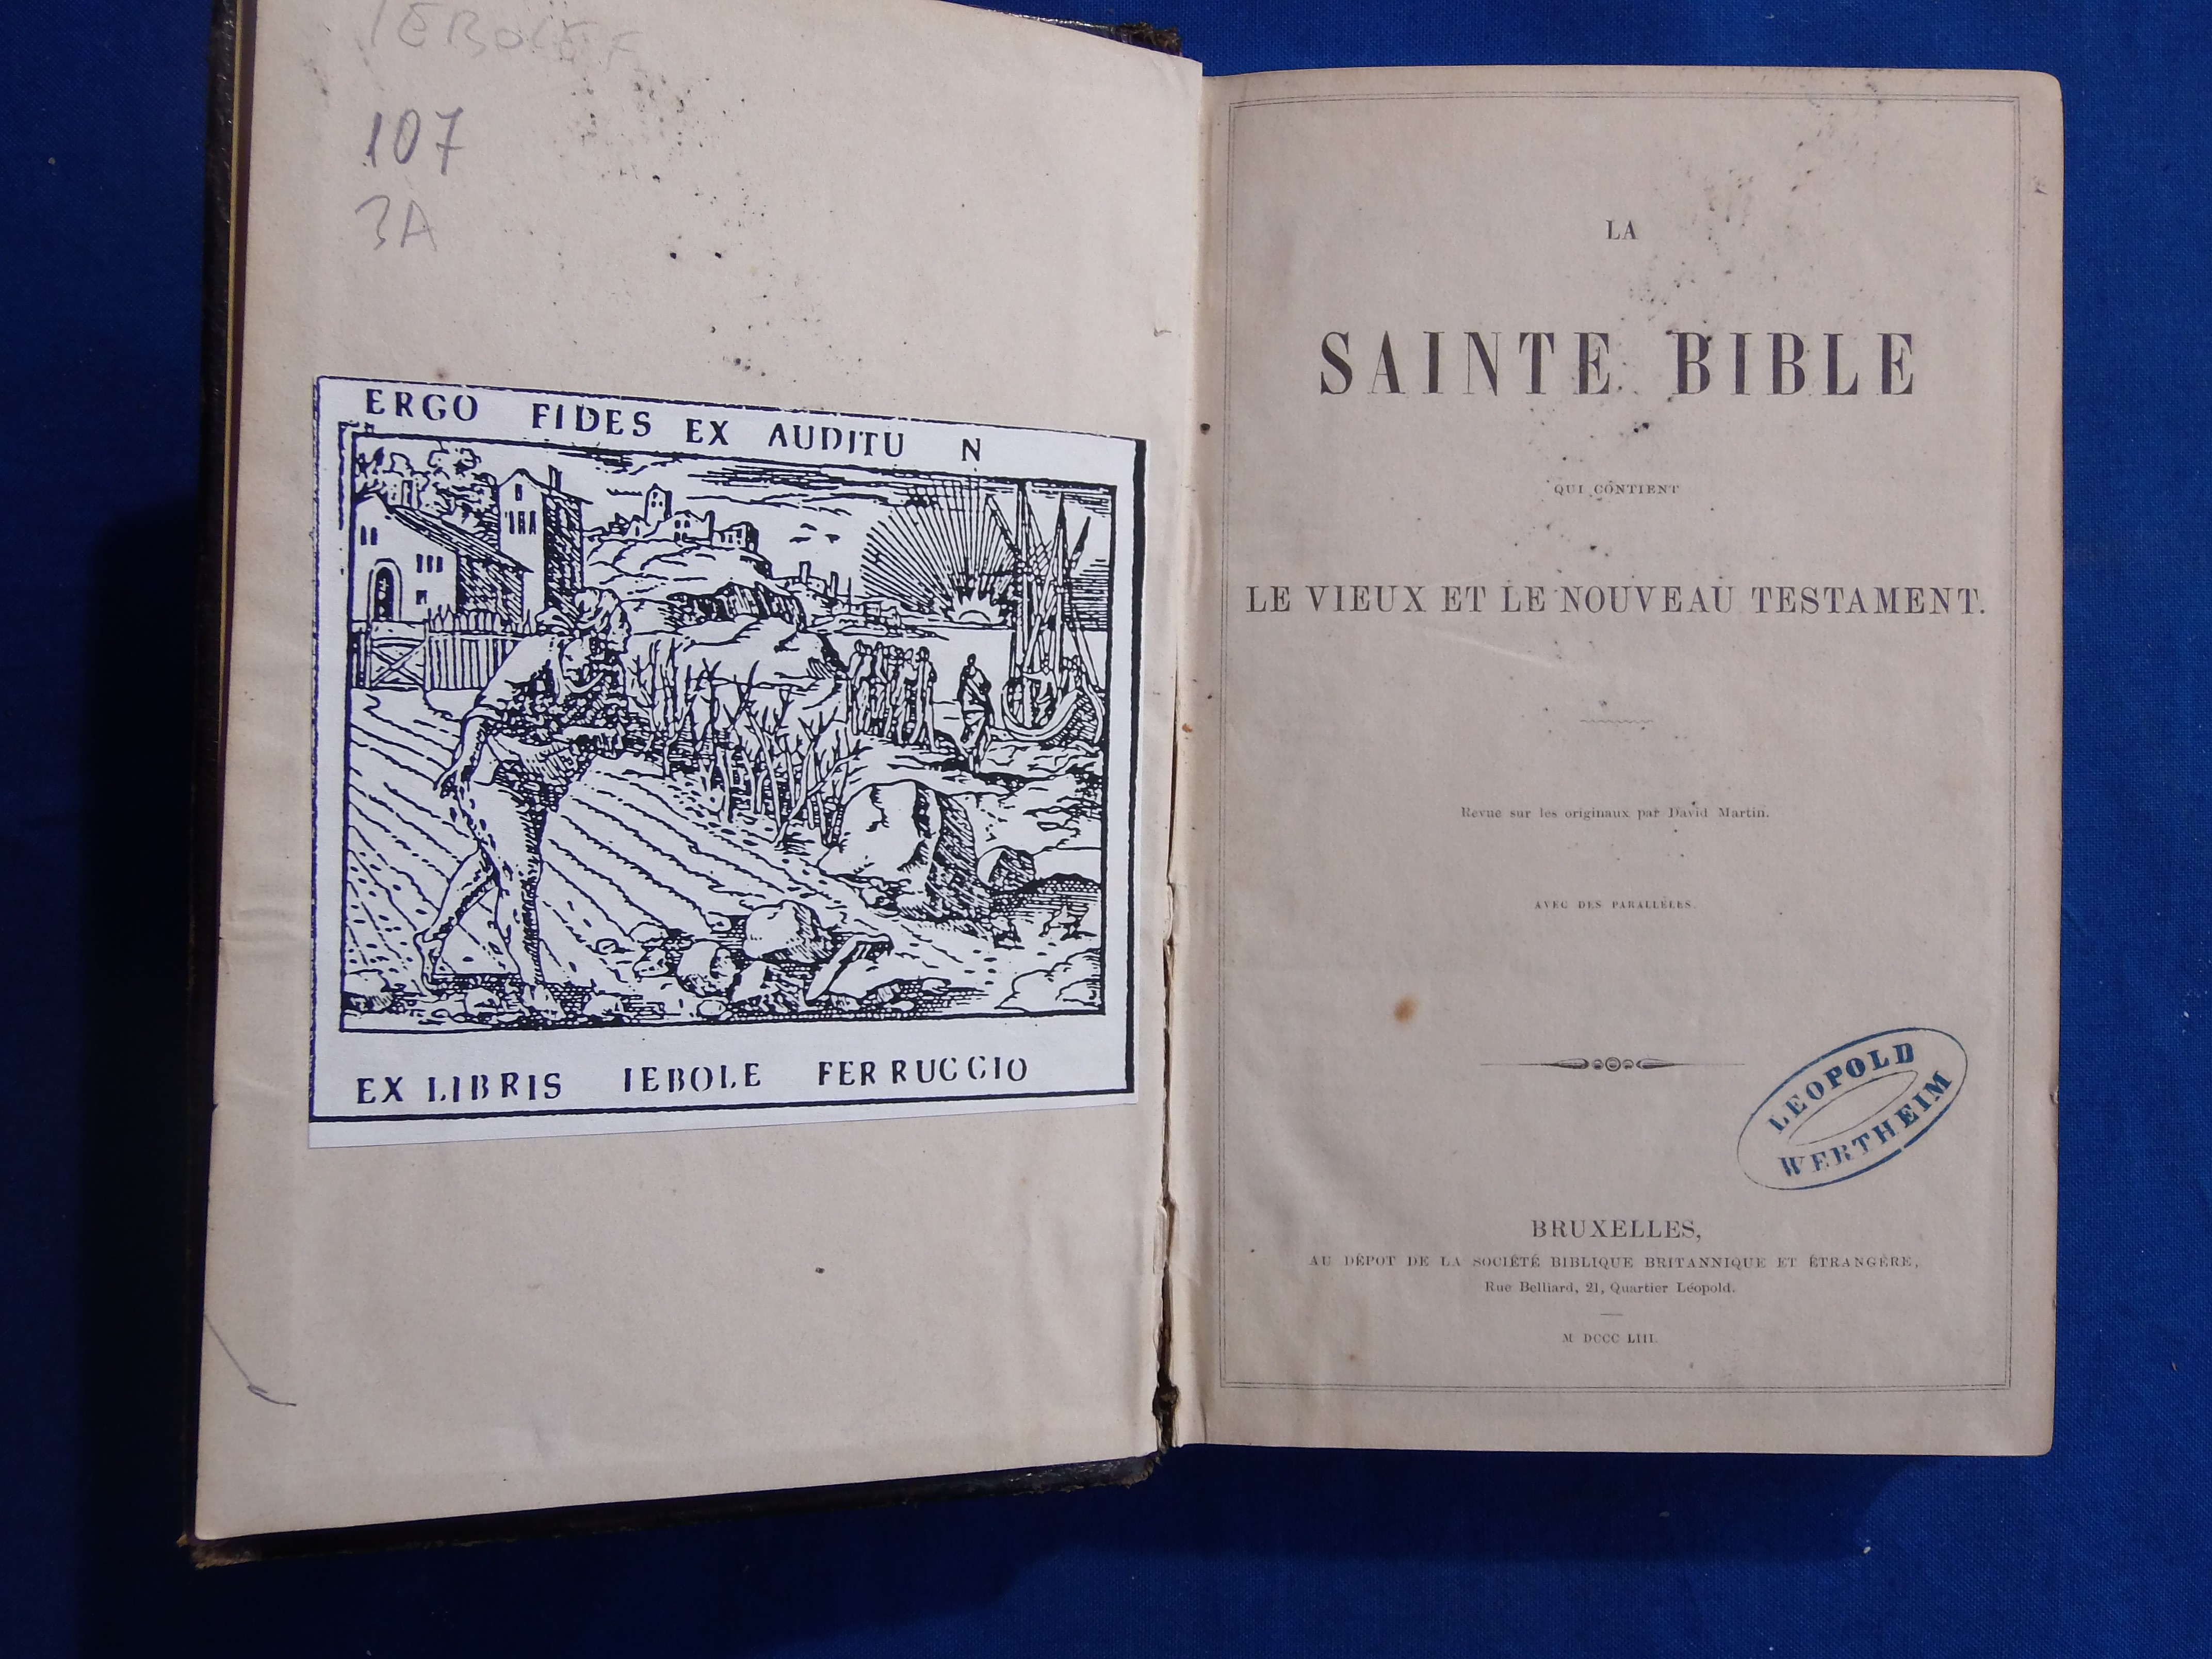 107
3A
ERGO FIDES EX AUDITU N
EX LIBRIS IEBOLE FERRUCCIO
LA
SAINTE BIBLE
QUI CONTIENT
LE VIEUX ET LE NOUVEAU TESTAMENT.
Revue sur les originaux par David Martin.
AVEC DES PARALLÈLES.
LEOPOLD
WERTHEIM
BRUXELLES,
AU DÉPOT DE LA SOCIÉTÉ BIBLIQUE BRITANNIQUE ET ÉTRANGÈRE,
Rue Belliard, 21, Quartier Léopold.
M DCCC LIII.